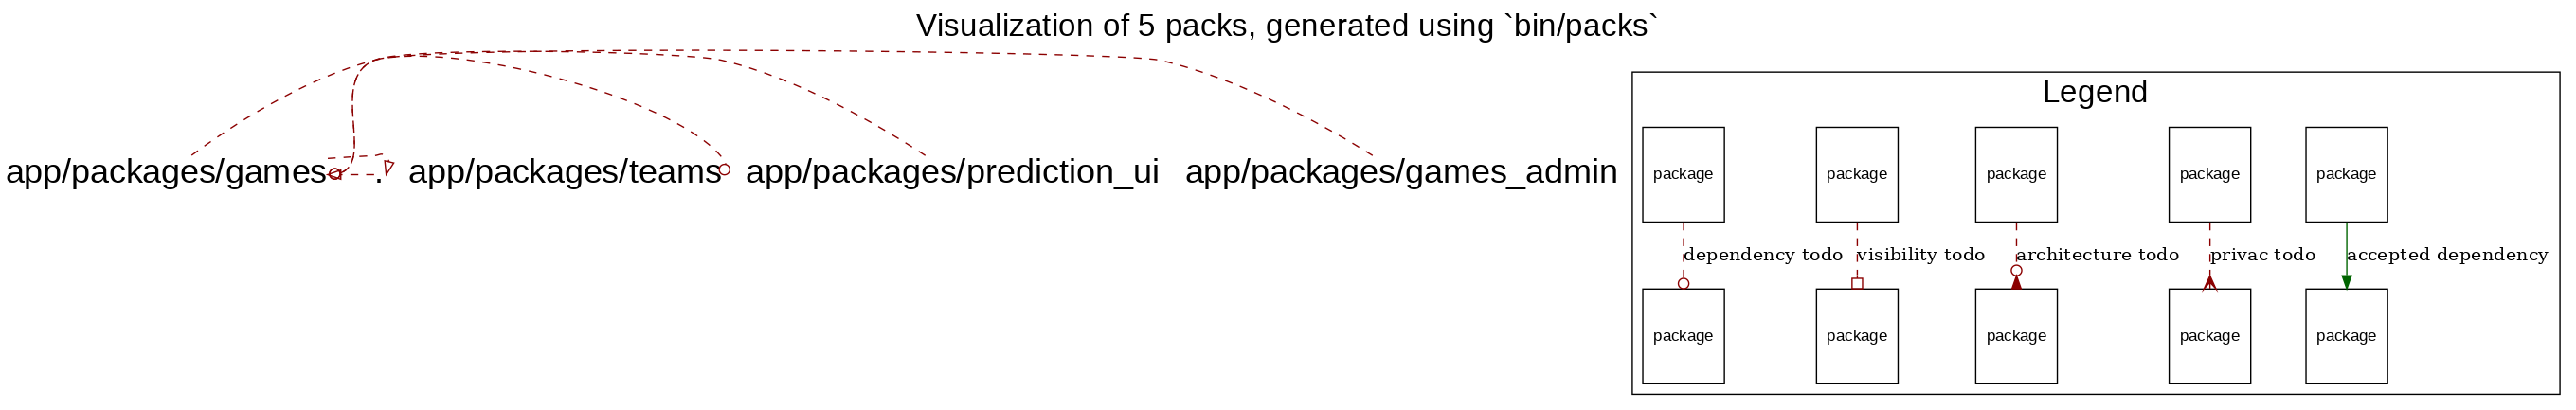 Visualization of 5 packs, generated using `bin/packs`
app/packages/games
.
app/packages/teams
app/packages/prediction_ui
app/packages/games_admin
Legend
package
package
package
package
package
dependency todo
visibility todo
architecture todo
privac todo
accepted dependency
package
package
package
package
package